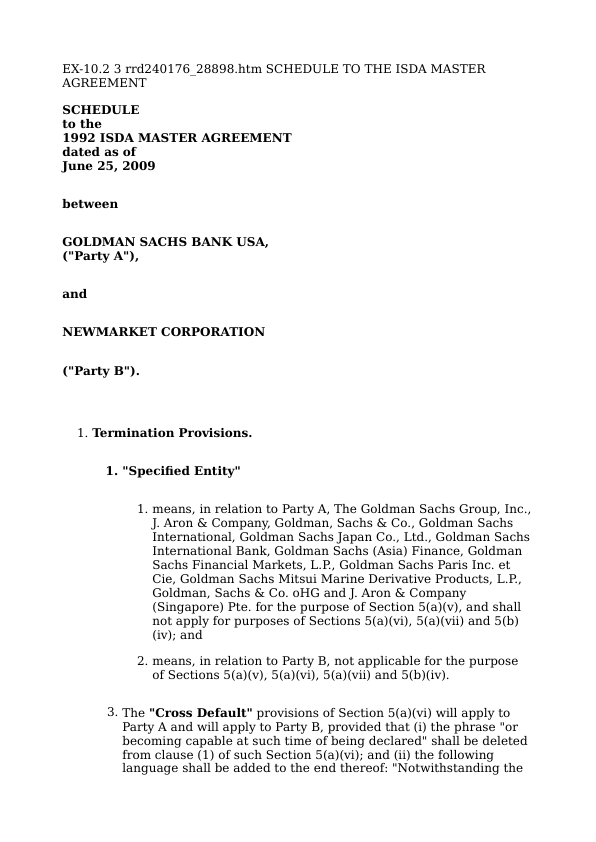 EX-10.2 3 rrd240176_28898.htm SCHEDULE TO THE ISDA MASTER
AGREEMENT
SCHEDULE
to the
1992 ISDA MASTER AGREEMENT
dated as of
June 25, 2009
between
GOLDMAN SACHS BANK USA,
("Party A"),
and
NEWMARKET CORPORATION
("Party B").
1. Termination Provisions.
1. "Specified Entity"
1. means, in relation to Party A, The Goldman Sachs Group, Inc.,
J. Aron & Company, Goldman, Sachs & Co., Goldman Sachs
International, Goldman Sachs Japan Co., Ltd., Goldman Sachs
International Bank, Goldman Sachs (Asia) Finance, Goldman
Sachs Financial Markets, L.P., Goldman Sachs Paris Inc. et
Cie, Goldman Sachs Mitsui Marine Derivative Products, L.P.,
Goldman, Sachs & Co. oHG and J. Aron & Company
(Singapore) Pte. for the purpose of Section 5(a)(v), and shall
not apply for purposes of Sections 5(a)(vi), 5(a)(vii) and 5(b)
(iv); and
2. means, in relation to Party B, not applicable for the purpose
of Sections 5(a)(v), 5(a)(vi), 5(a)(vii) and 5(b)(iv).
3. The "Cross Default" provisions of Section 5(a)(vi) will apply to
Party A and will apply to Party B, provided that (i) the phrase "or
becoming capable at such time of being declared" shall be deleted
from clause (1) of such Section 5(a)(vi); and (ii) the following
language shall be added to the end thereof: "Notwithstanding the